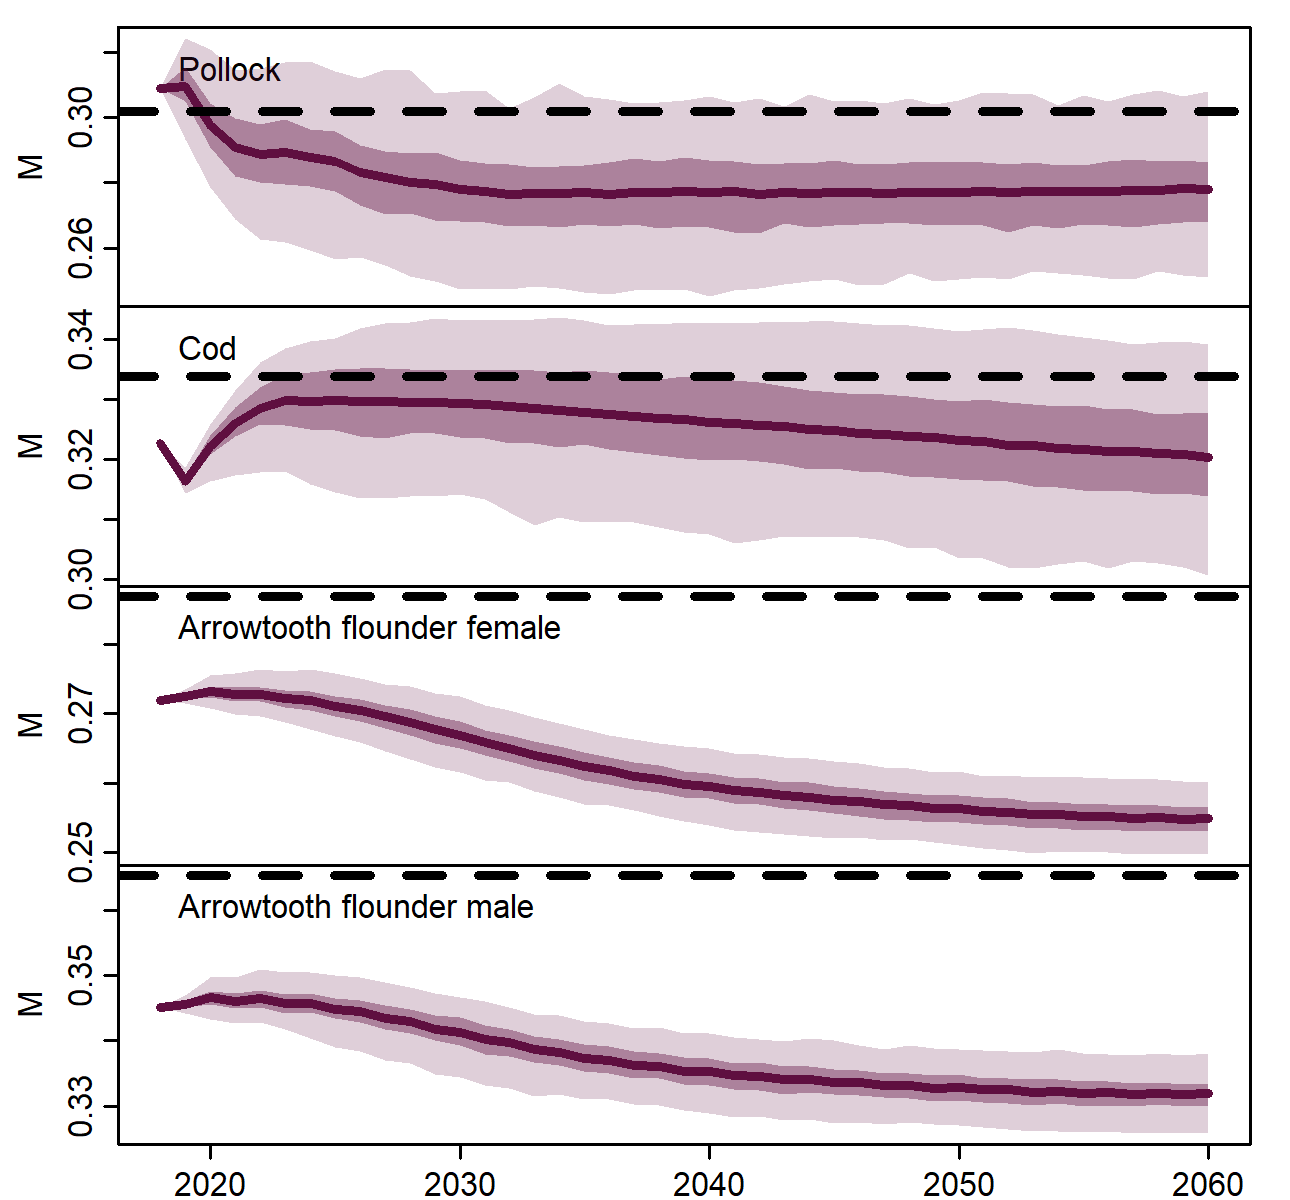 Pollock
0.30
0.26
M
Cod
0.34
0.32
0.30
M
Arrowtooth flounder female
0.27
0.25
M
Arrowtooth flounder male
0.35
0.33
M
2020 2030 2040 2050 2060